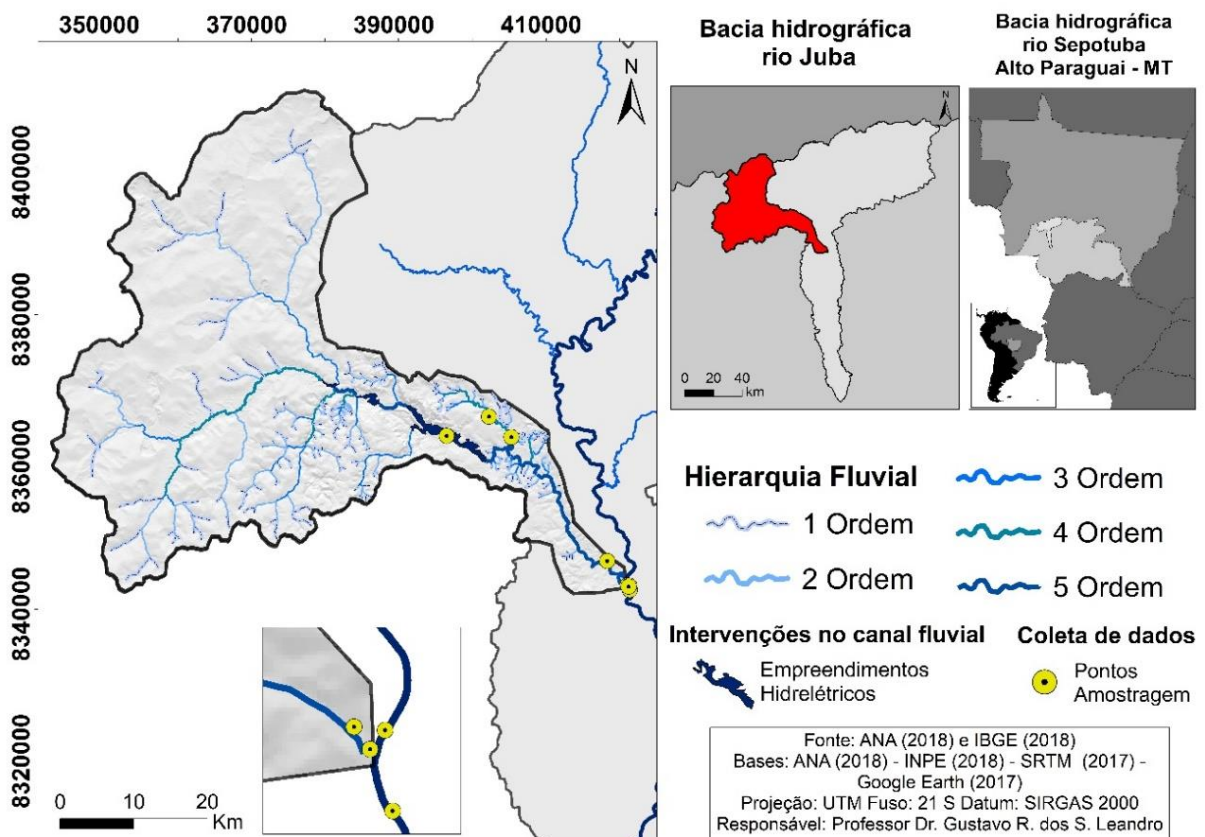 350000 370000 390000 410000
8400000
8380000
8360000
8340000
8320000
N
0 10 20
Km
Bacia hidrográfica
rio Juba
N
0 20 40
km
Bacia hidrográfica
rio Sepotuba
Alto Paraguai - MT
Hierarquia Fluvial
1 Ordem
2 Ordem
3 Ordem
4 Ordem
5 Ordem
Intervenções no canal fluvial
Empreendimentos
Hidrelétricos
Coleta de dados
Pontos
Amostragem
Fonte: ANA (2018) e IBGE (2018)
Bases: ANA (2018) - INPE (2018) - SRTM (2017) -
Google Earth (2017)
Projeção: UTM Fuso: 21 S Datum: SIRGAS 2000
Responsável: Professor Dr. Gustavo R. dos S. Leandro